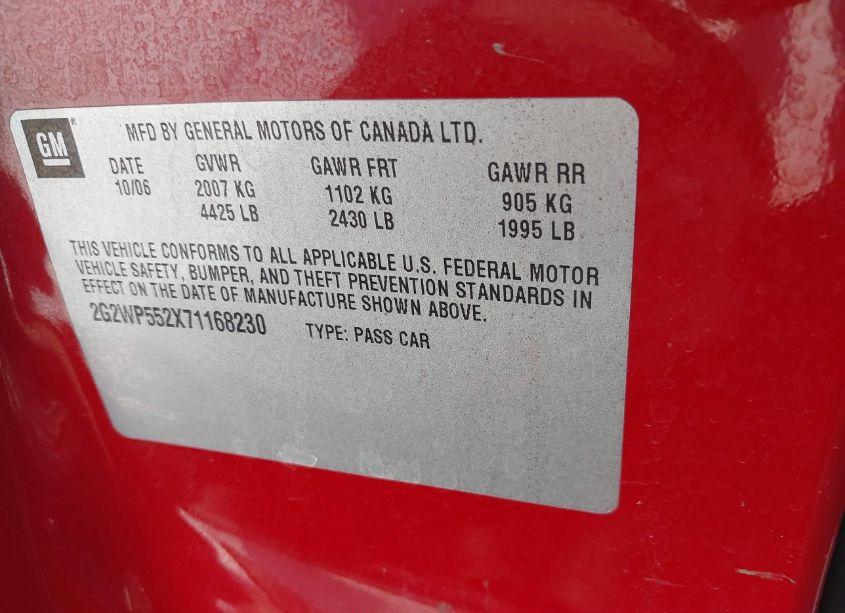 GM®
MFD BY GENERAL MOTORS OF CANADA LTD.
DATE GVWR GAWR FRT GAWR RR
10/06 2007 KG 1102 KG 905 KG
4425 LB 2430 LB 1995 LB
THIS VEHICLE CONFORMS TO ALL APPLICABLE U.S. FEDERAL MOTOR
VEHICLE SAFETY, BUMPER, AND THEFT PREVENTION STANDARDS IN
EFFECT ON THE DATE OF MANUFACTURE SHOWN ABOVE.
2G2WP552X71168230 TYPE: PASS CAR